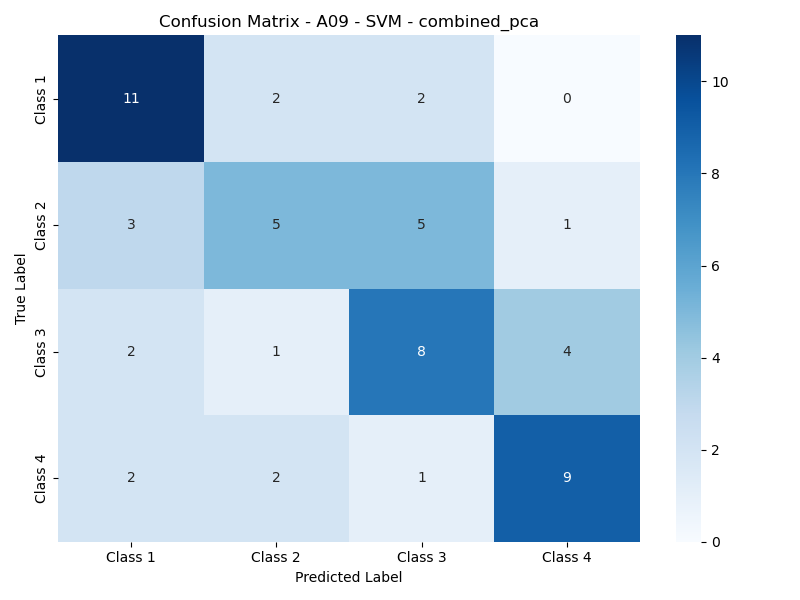 Confusion Matrix - A09 - SVM - combined_pca
True Label
Class 1
11 2 2 0
Class 2
3 5 5 1
Class 3
2 1 8 4
Class 4
2 2 1 9
Class 1 Class 2 Class 3 Class 4
Predicted Label
10
8
6
4
2
0